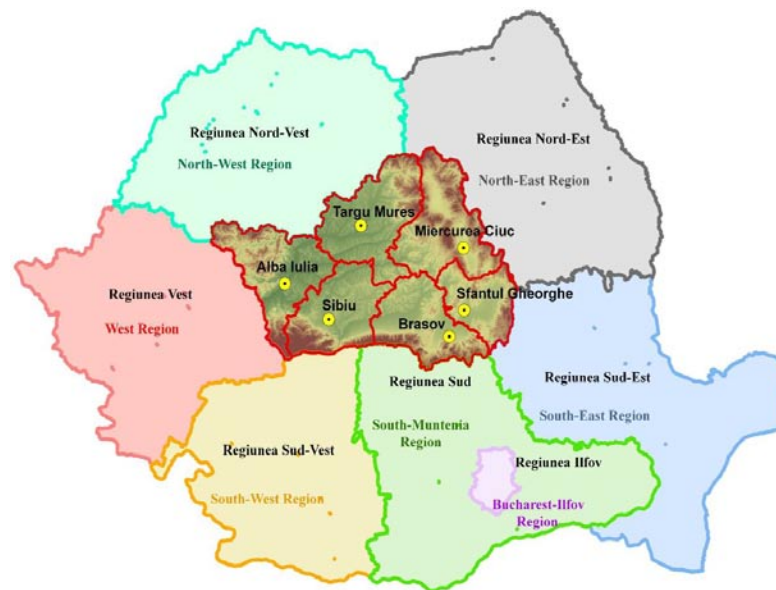 Regiunea Nord-Vest
North-West Region
Regiunea Nord-Est
North-East Region
Targu Mures
Miercurea Ciuc
Alba Iulia
Sfantul Gheorghe
Sibiu
Brasov
Regiunea Vest
West Region
Regiunea Sud
South-Muntenia
Region
Regiunea Sud-Est
South-East Region
Regiunea Sud-Vest
South-West Region
Regiunea Ilfov
Bucharest-Ilfov
Region